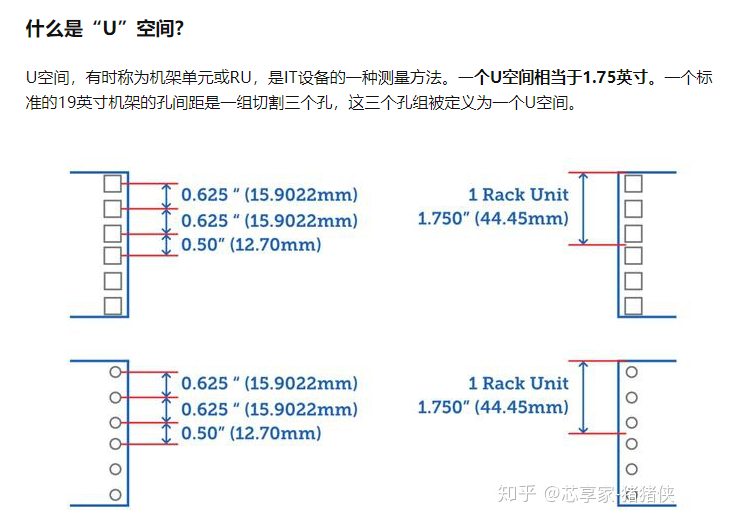 什么是“U”空间?
U空间，有时称为机架单元或RU，是IT设备的一种测量方法。一个U空间相当于1.75英寸。一个标
准的19英寸机架的孔间距是一组切割三个孔，这三个孔组被定义为一个U空间。
0.625 “ (15.9022mm)
0.625 “ (15.9022mm)
0.50” (12.70mm)
1 Rack Unit
1.750” (44.45mm)
0.625 “ (15.9022mm)
0.625 “ (15.9022mm)
0.50” (12.70mm)
1 Rack Unit
1.750” (44.45mm)
知乎 @芯享家-猪猪侠